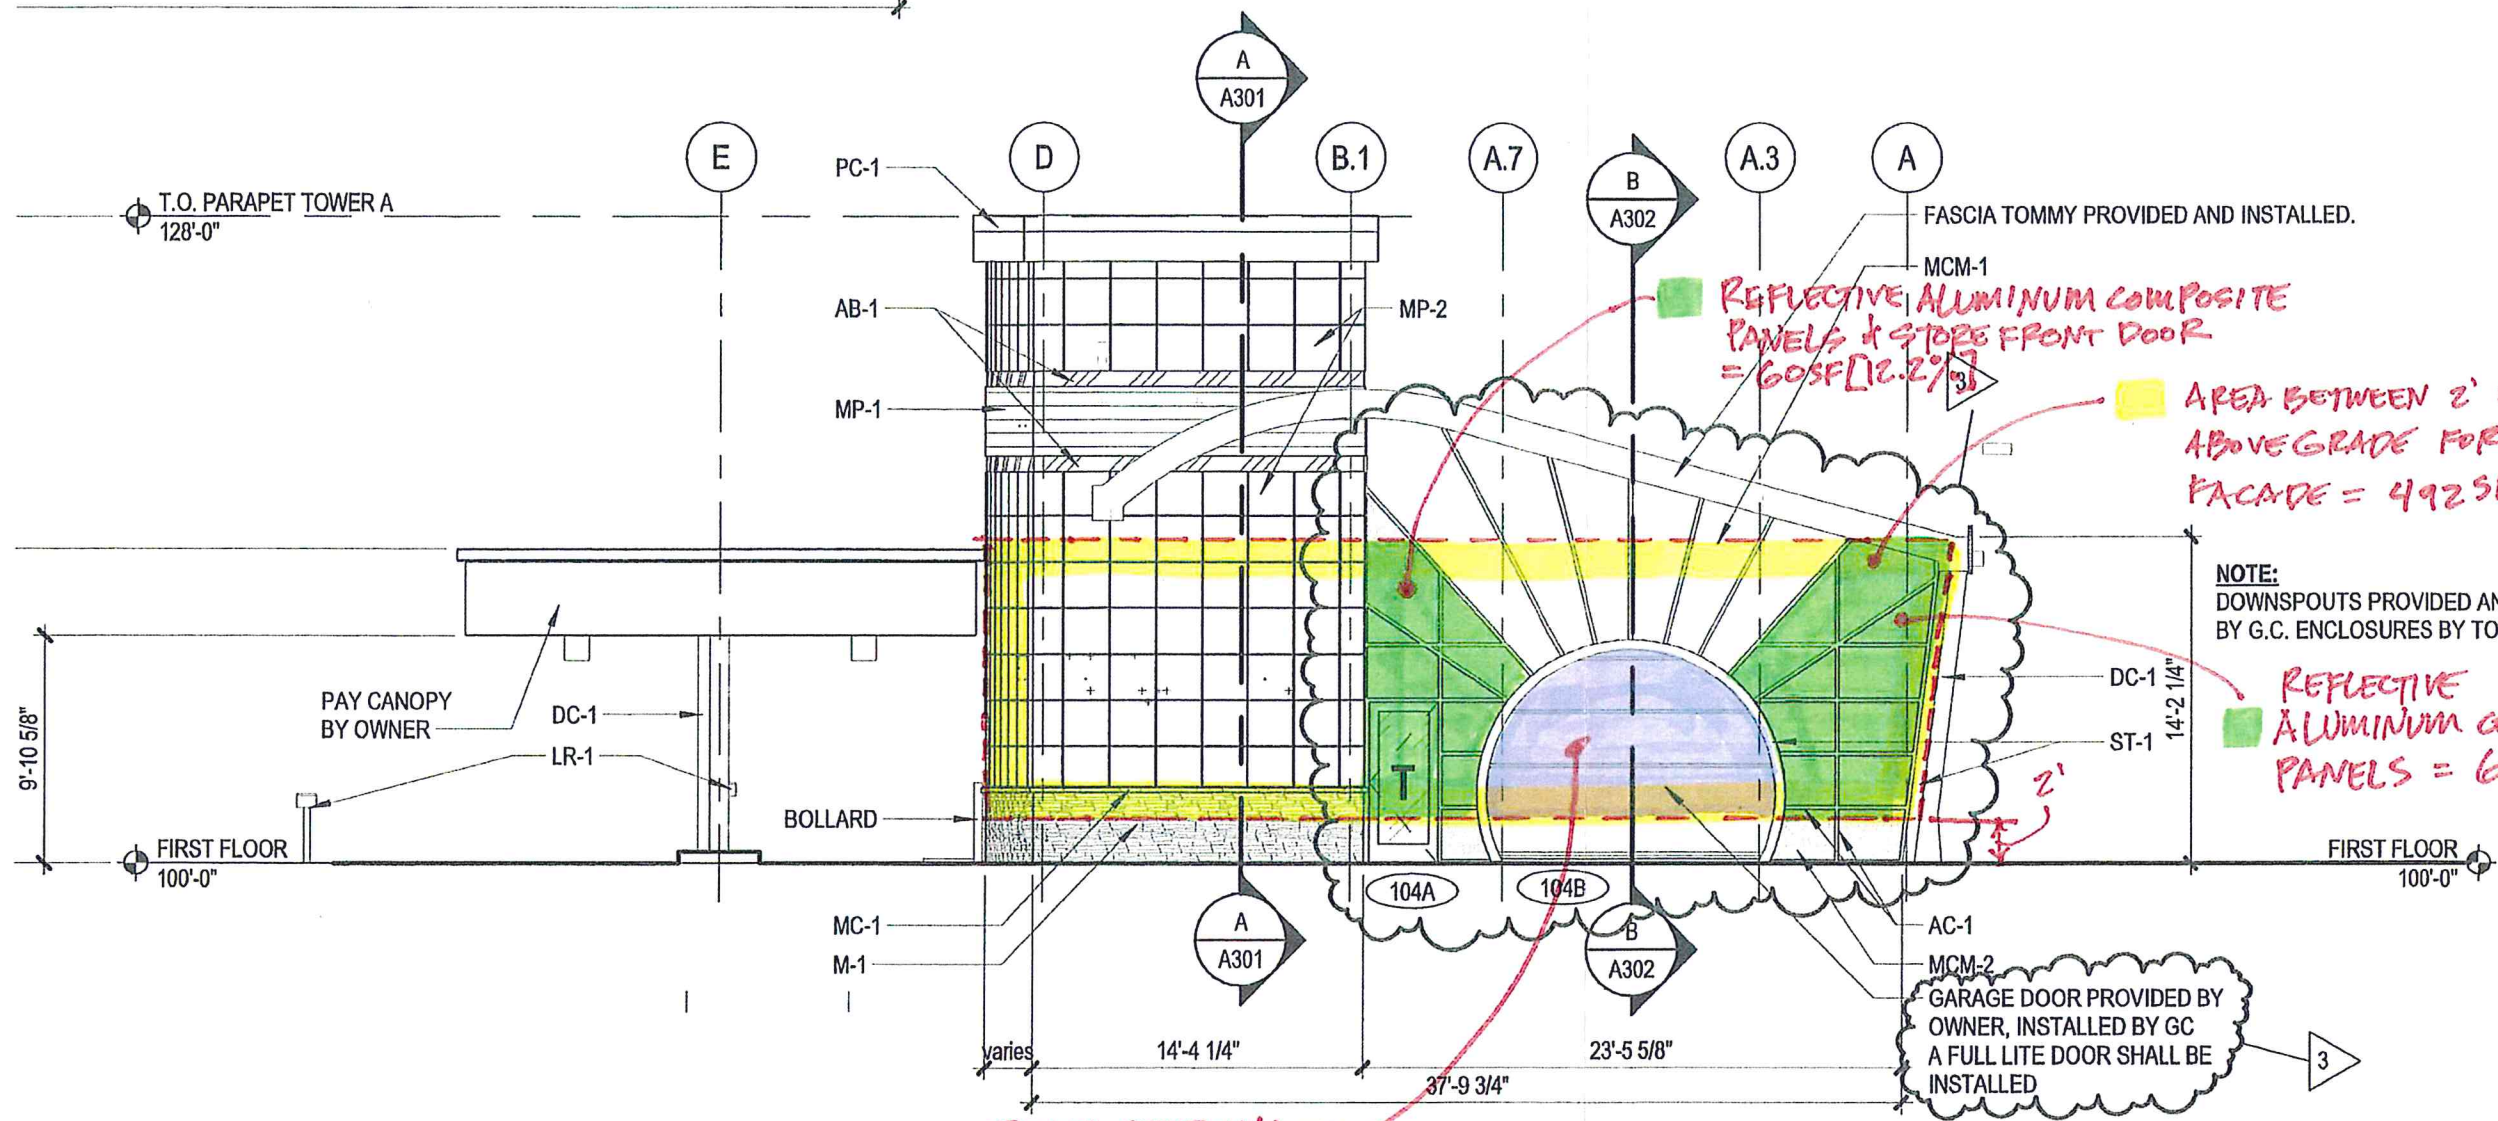 A
A301
E
D
B.1
A.7
A.3
A
B
A302
PC-1
T.O. PARAPET TOWER A
128'-0"
FASCIA TOMMY PROVIDED AND INSTALLED.
MCM-1
REFLECTIVE ALUMINUM COMPOSITE
PANELS & STORE FRONT DOOR
= 60SF [12.2%]
3
AB-1
MP-2
MP-1
AREA BETWEEN 2'
ABOVE GRADE FOR
FACADE = 492 SF
NOTE:
DOWNSPOUTS PROVIDED AN
BY G.C. ENCLOSURES BY TO
PAY CANOPY
BY OWNER
DC-1
LR-1
9'-10 5/8"
DC-1
ST-1
14'-2 1/4"
REFLECTIVE
ALUMINUM
PANELS = 6
2'
T
BOLLARD
FIRST FLOOR
100'-0"
FIRST FLOOR
100'-0"
104A
104B
MC-1
M-1
A
A301
B
A302
AC-1
MCM-2
GARAGE DOOR PROVIDED BY
OWNER, INSTALLED BY GC
A FULL LITE DOOR SHALL BE
INSTALLED
3
varies
14'-4 1/4"
23'-5 5/8"
37'-9 3/4"